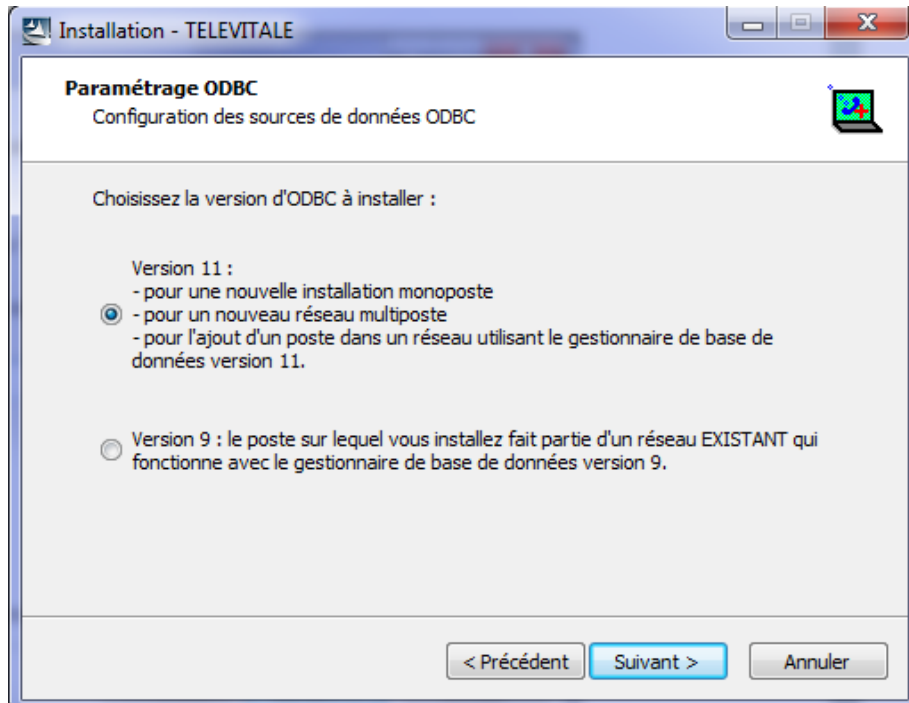 Installation - TELEVITALE
Paramétrage ODBC
Configuration des sources de données ODBC
Choisissez la version d'ODBC à installer :
Version 11 :
- pour une nouvelle installation monoposte
- pour un nouveau réseau multiposte
- pour l'ajout d'un poste dans un réseau utilisant le gestionnaire de base de
données version 11.
Version 9 : le poste sur lequel vous installez fait partie d'un réseau EXISTANT qui
fonctionne avec le gestionnaire de base de données version 9.
< Précédent
Suivant >
Annuler